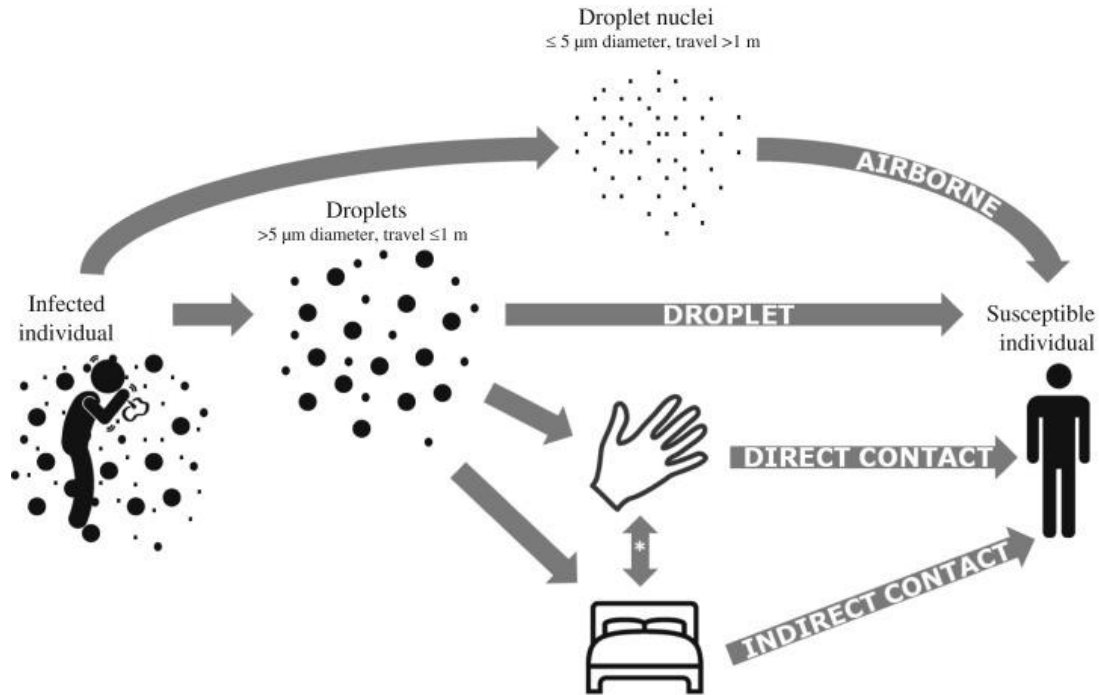 Droplet nuclei
≤ 5 μm diameter, travel >1 m
AIRBORNE
Droplets
>5 μm diameter, travel ≤1 m
Infected
individual
DROPLET
Susceptible
individual
DIRECT CONTACT
*
INDIRECT CONTACT